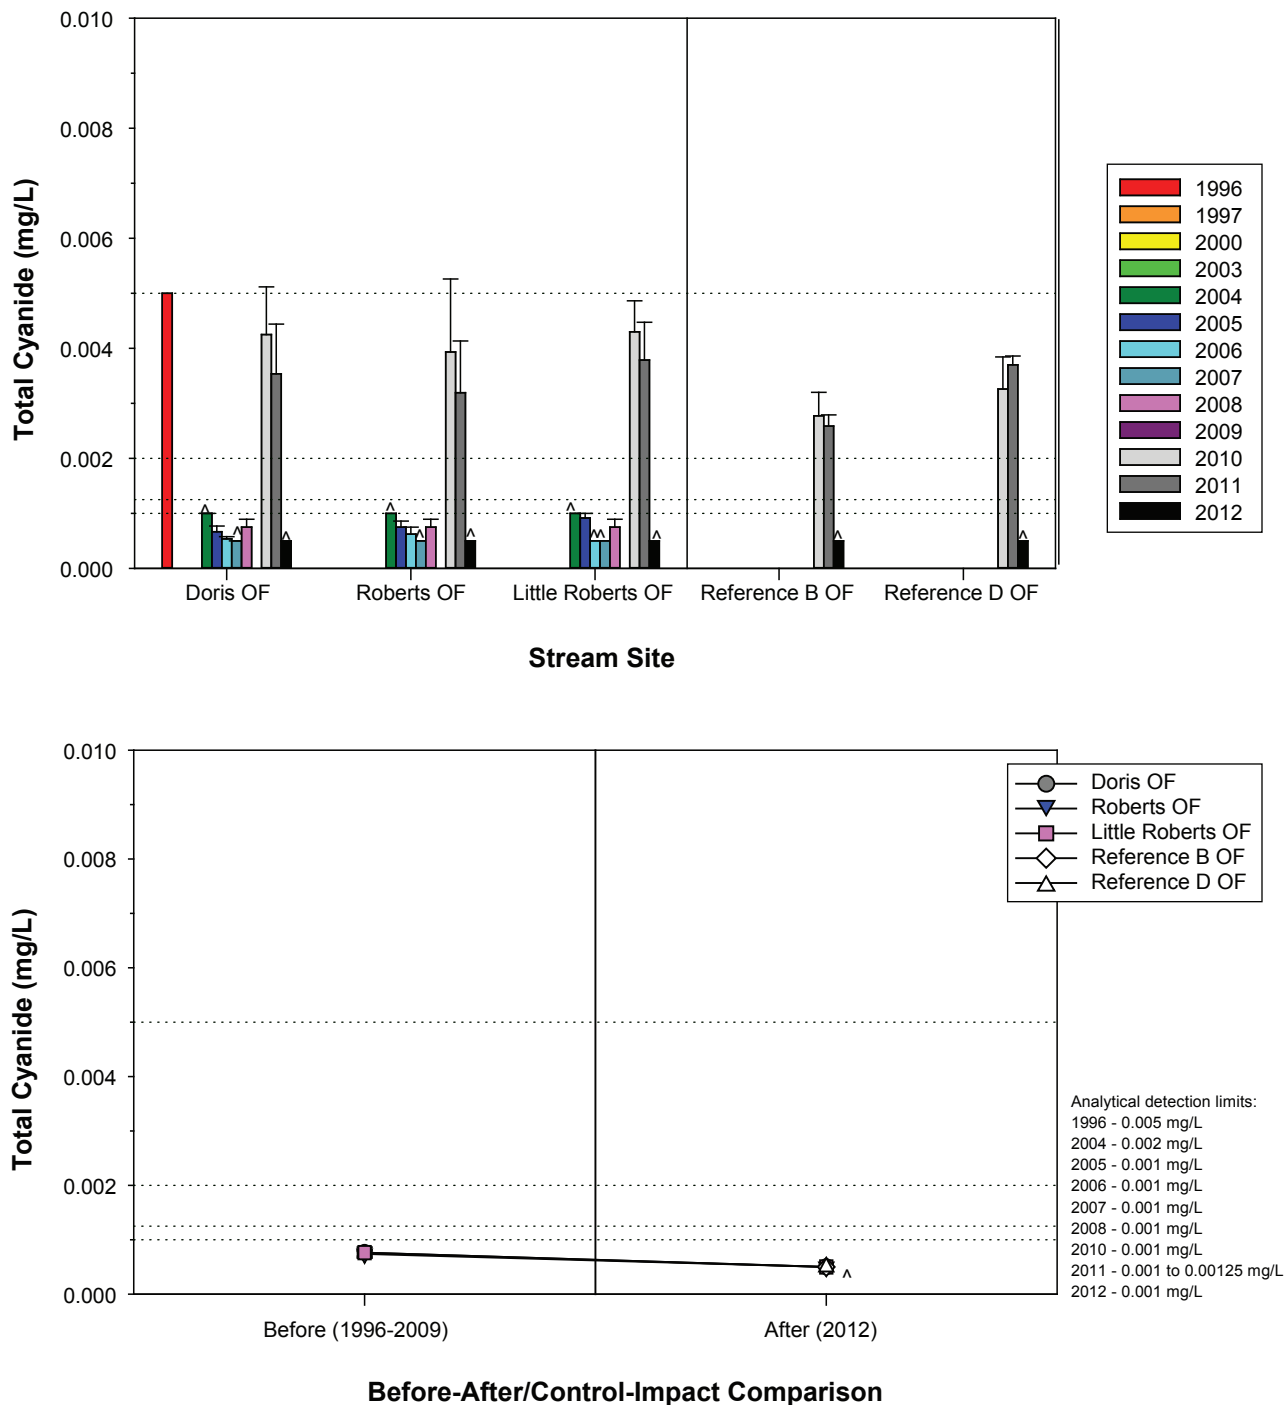 0.010
0.008
0.006
0.004
0.002
0.000
Total Cyanide (mg/L)
^ ^ ^ ^ ^ ^ ^ ^ ^ ^ ^ ^
Doris OF Roberts OF Little Roberts OF Reference B OF Reference D OF
Stream Site
1996
1997
2000
2003
2004
2005
2006
2007
2008
2009
2010
2011
2012
0.010
0.008
0.006
0.004
0.002
0.000
Total Cyanide (mg/L)
^
Before (1996-2009) After (2012)
Before-After/Control-Impact Comparison
Doris OF
Roberts OF
Little Roberts OF
Reference B OF
Reference D OF
Analytical detection limits:
1996 - 0.005 mg/L
2004 - 0.002 mg/L
2005 - 0.001 mg/L
2006 - 0.001 mg/L
2007 - 0.001 mg/L
2008 - 0.001 mg/L
2010 - 0.001 mg/L
2011 - 0.001 to 0.00125 mg/L
2012 - 0.001 mg/L